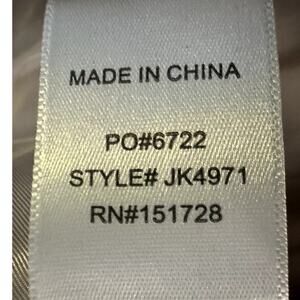 MADE IN CHINA
PO#6722
STYLE# JK4971
RN#151728